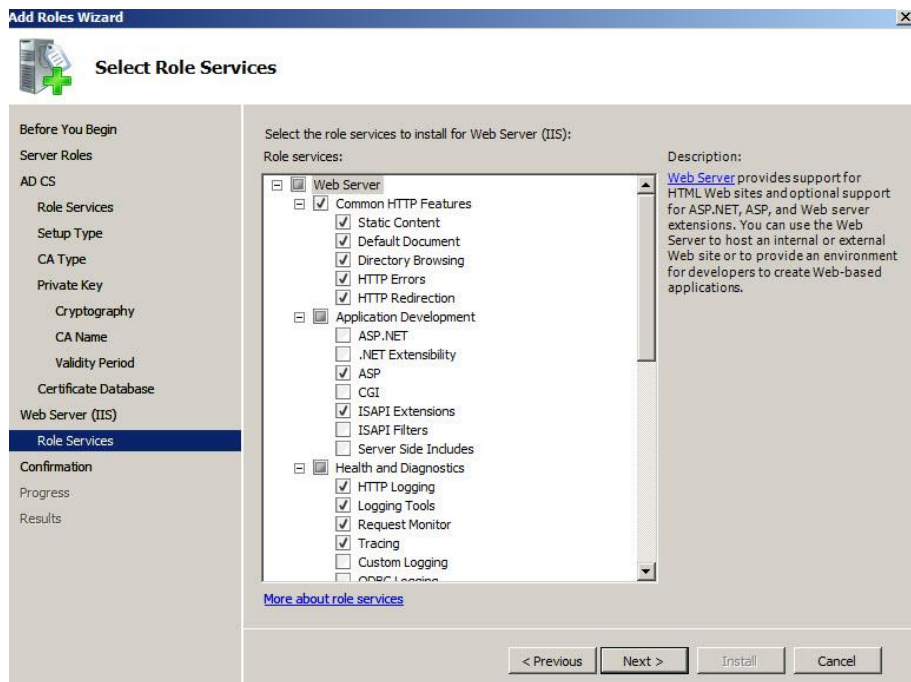 Add Roles Wizard
Select Role Services
Before You Begin
Server Roles
AD CS
Role Services
Setup Type
CA Type
Private Key
Cryptography
CA Name
Validity Period
Certificate Database
Web Server (IIS)
Role Services
Confirmation
Progress
Results
Select the role services to install for Web Server (IIS):
Role services:
Web Server
Common HTTP Features
Static Content
Default Document
Directory Browsing
HTTP Errors
HTTP Redirection
Application Development
ASP.NET
.NET Extensibility
ASP
CGI
ISAPI Extensions
ISAPI Filters
Server Side Includes
Health and Diagnostics
HTTP Logging
Logging Tools
Request Monitor
Tracing
Custom Logging
ODBC Logging
More about role services
Description:
Web Server provides support for
HTML Web sites and optional support
for ASP.NET, ASP, and Web server
extensions. You can use the Web
Server to host an internal or external
Web site or to provide an environment
for developers to create Web-based
applications.
< Previous
Next >
Install
Cancel